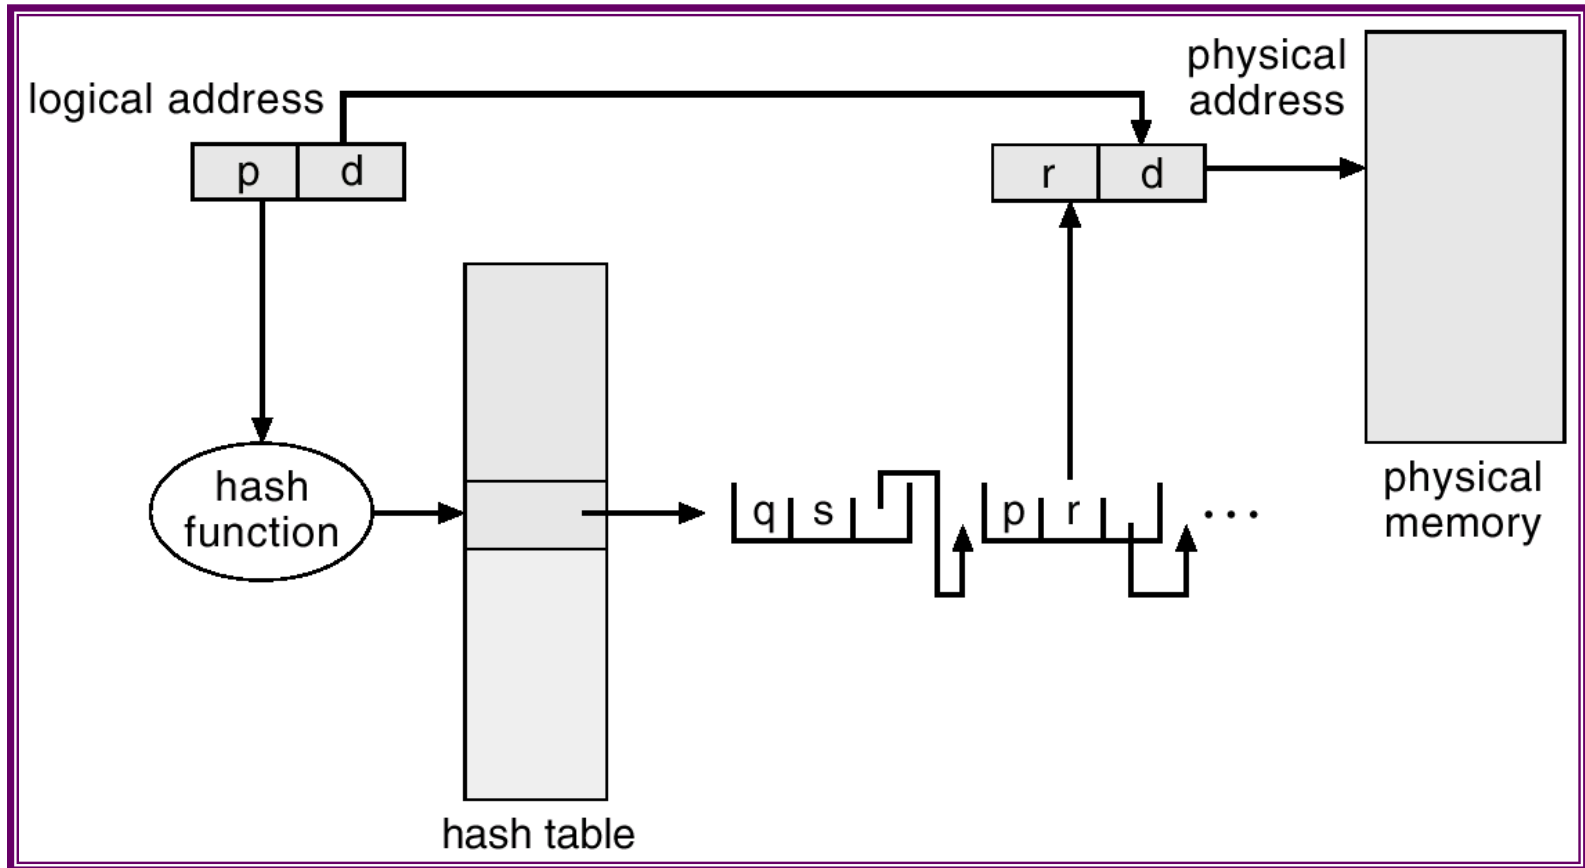 logical address
physical
address
p d
r d
hash
function
q s
p r
...
physical
memory
hash table